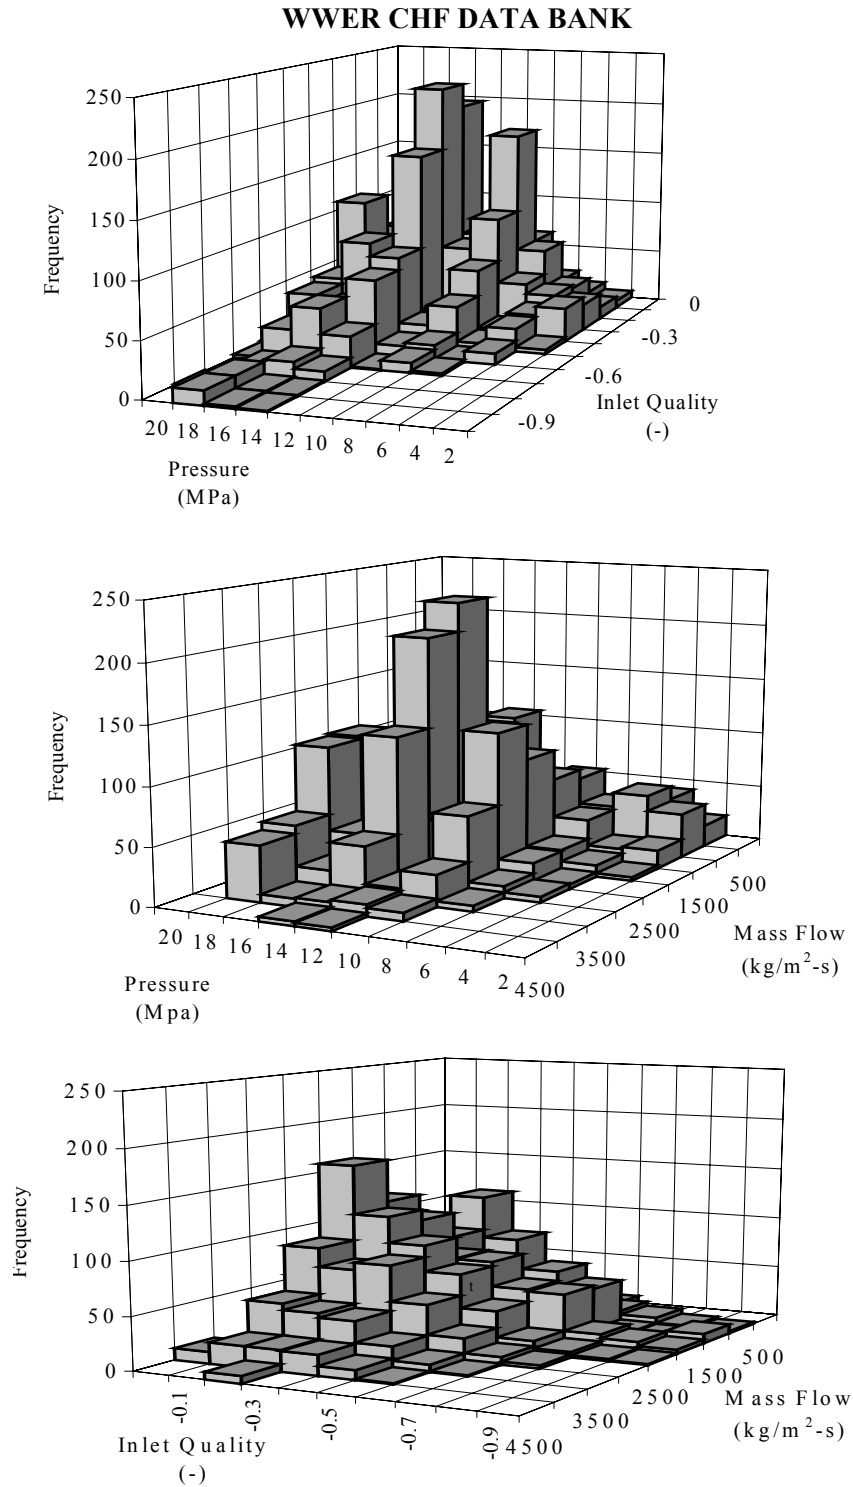 WWER CHF DATA BANK
250
200
150
100
50
0
Frequency
20 18 16 14 12 10 8 6 4 2
Pressure
(MPa)
0
-0.3
-0.6
-0.9
Inlet Quality
(-)
250
200
150
100
50
0
Frequency
20 18 16 14 12 10 8 6 4 2
Pressure
(Mpa)
500
1500
2500
3500
4500
Mass Flow
(kg/m²-s)
250
200
150
100
50
0
Frequency
t
-0.1 -0.3 -0.5 -0.7 -0.9
Inlet Quality
(-)
500
1500
2500
3500
4500
Mass Flow
(kg/m²-s)